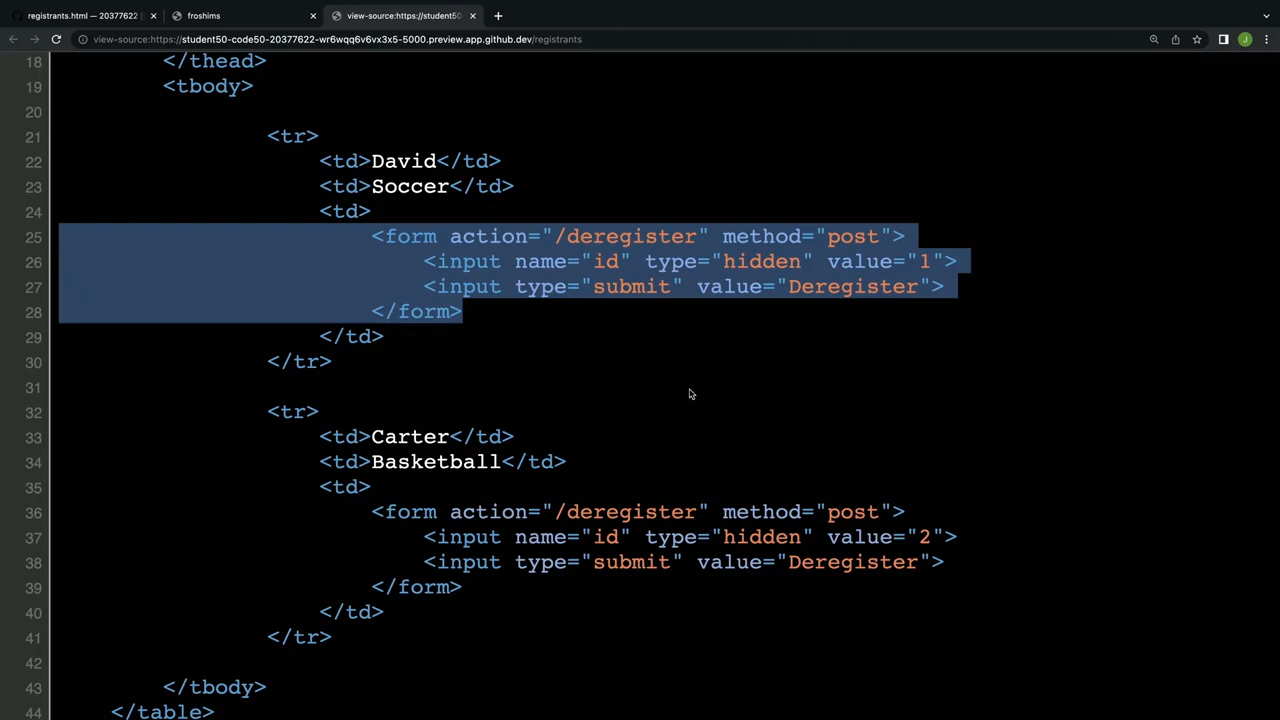 registrants.html — 20377622
froshims
view-source:https://student50
view-source:https://student50-code50-20377622-wr6wqq6v6vx3x5-5000.preview.app.github.dev/registrants
J
18 </thead>
19 <tbody>
20
21 <tr>
22 <td>David</td>
23 <td>Soccer</td>
24 <td>
25 <form action="/deregister" method="post">
26 <input name="id" type="hidden" value="1">
27 <input type="submit" value="Deregister">
28 </form>
29 </td>
30 </tr>
31
32 <tr>
33 <td>Carter</td>
34 <td>Basketball</td>
35 <td>
36 <form action="/deregister" method="post">
37 <input name="id" type="hidden" value="2">
38 <input type="submit" value="Deregister">
39 </form>
40 </td>
41 </tr>
42
43 </tbody>
44 </table>